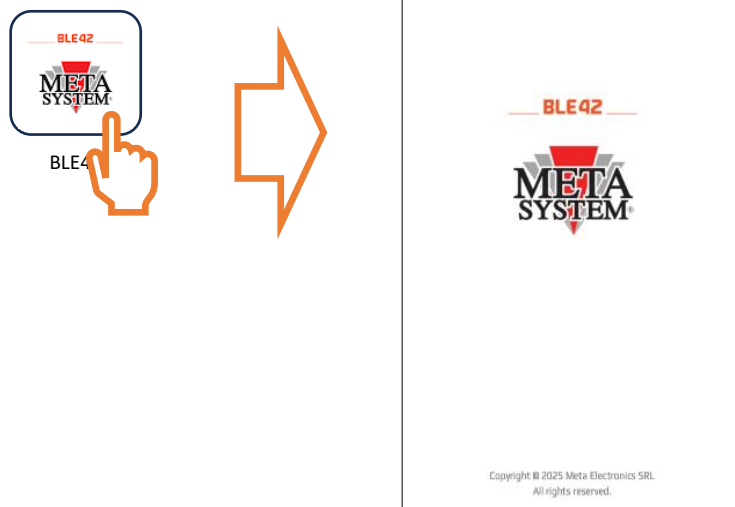 BLE42
META
SYSTEM
BLE4
BLE42
META
SYSTEM®
Copyright © 2025 Meta Electronics SRL
All rights reserved.